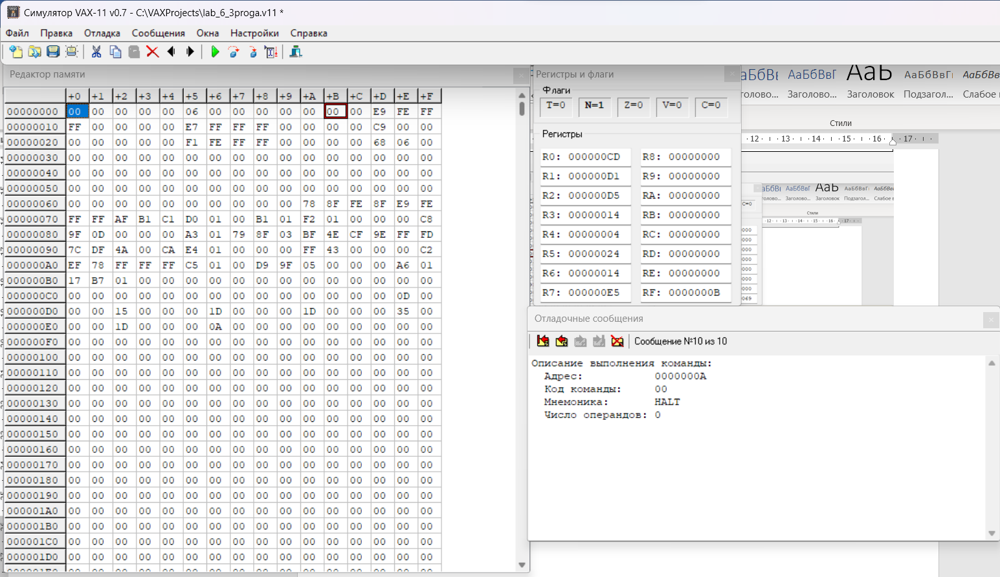 Симулятор VAX-11 v0.7 - C:\VAXProjects\lab_6_3proga.v11 *
Файл Правка Отладка Сообщения Окна Настройки Справка
Редактор памяти
+0 +1 +2 +3 +4 +5 +6 +7 +8 +9 +A +B +C +D +E +F
00000000 00 00 00 00 00 06 00 00 00 00 00 00 00 E9 FE FF
00000010 FF 00 00 00 00 E7 FF FF FF 00 00 00 00 C9 00 00
00000020 00 00 00 00 00 F1 FE FF FF 00 00 00 00 68 06 00
00000030 00 00 00 00 00 00 00 00 00 00 00 00 00 00 00 00
00000040 00 00 00 00 00 00 00 00 00 00 00 00 00 00 00 00
00000050 00 00 00 00 00 00 00 00 00 00 00 00 00 00 00 00
00000060 00 00 00 00 00 00 00 00 00 00 78 8F FE 8F E9 FE
00000070 FF FF AF B1 C1 D0 01 00 B1 01 F2 01 00 00 00 C8
00000080 9F 0D 00 00 00 A3 01 79 8F 03 BF 4E CF 9E FF FD
00000090 7C DF 4A 00 CA E4 01 00 00 00 FF 43 00 00 00 C2
000000A0 EF 78 FF FF FF C5 01 00 D9 9F 05 00 00 00 A6 01
000000B0 17 B7 01 00 00 00 00 00 00 00 00 00 00 00 00 00
000000C0 00 00 00 00 00 00 00 00 00 00 00 00 00 00 0D 00
000000D0 00 00 15 00 00 00 1D 00 00 00 1D 00 00 00 35 00
000000E0 00 00 1D 00 00 00 0A 00 00 00 00 00 00 00 00 00
000000F0 00 00 00 00 00 00 00 00 00 00 00 00 00 00 00 00
00000100 00 00 00 00 00 00 00 00 00 00 00 00 00 00 00 00
00000110 00 00 00 00 00 00 00 00 00 00 00 00 00 00 00 00
00000120 00 00 00 00 00 00 00 00 00 00 00 00 00 00 00 00
00000130 00 00 00 00 00 00 00 00 00 00 00 00 00 00 00 00
00000140 00 00 00 00 00 00 00 00 00 00 00 00 00 00 00 00
00000150 00 00 00 00 00 00 00 00 00 00 00 00 00 00 00 00
00000160 00 00 00 00 00 00 00 00 00 00 00 00 00 00 00 00
00000170 00 00 00 00 00 00 00 00 00 00 00 00 00 00 00 00
00000180 00 00 00 00 00 00 00 00 00 00 00 00 00 00 00 00
00000190 00 00 00 00 00 00 00 00 00 00 00 00 00 00 00 00
000001A0 00 00 00 00 00 00 00 00 00 00 00 00 00 00 00 00
000001B0 00 00 00 00 00 00 00 00 00 00 00 00 00 00 00 00
000001C0 00 00 00 00 00 00 00 00 00 00 00 00 00 00 00 00
000001D0 00 00 00 00 00 00 00 00 00 00 00 00 00 00 00 00
Регистры и флаги
Флаги
T=0 N=1 Z=0 V=0 C=0
Регистры
R0: 000000CD R8: 00000000
R1: 000000D1 R9: 00000000
R2: 000000D5 RA: 00000000
R3: 00000014 RB: 00000000
R4: 00000004 RC: 00000000
R5: 00000024 RD: 00000000
R6: 00000014 RE: 00000000
R7: 000000E5 RF: 0000000B
АаБбВвГ АаБ АаБбВвГ АаБбВ
Заголово... Заголовок Подзагол... Слабое в
Стили
12 13 14 15 16 17
Отладочные сообщения
Сообщение №10 из 10
Описание выполнения команды:
Адрес: 0000000A
Код команды: 00
Мнемоника: HALT
Число операндов: 0